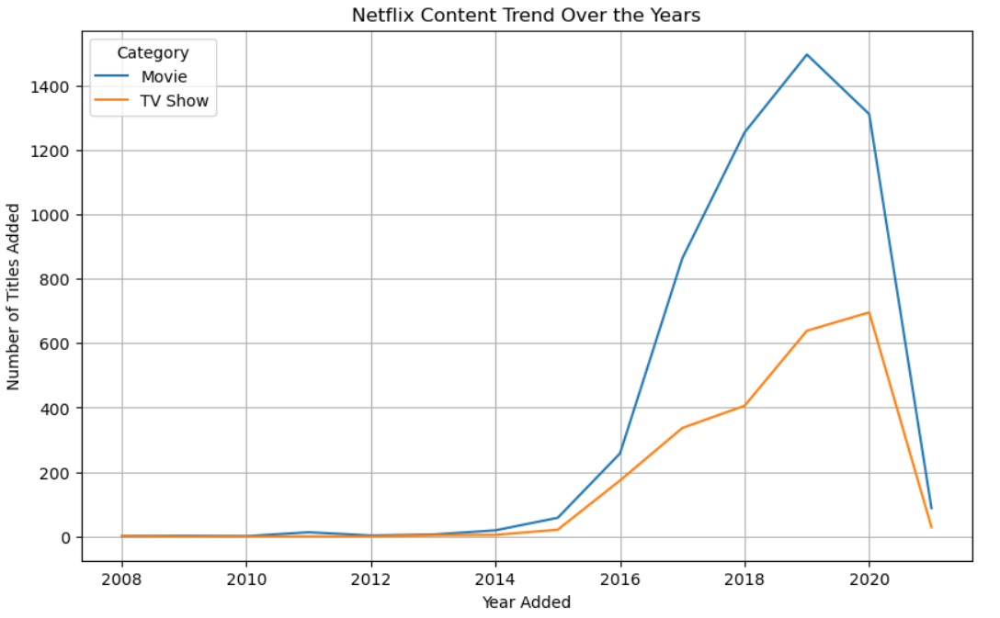 Netflix Content Trend Over the Years
Category
Movie
TV Show
Number of Titles Added
1400
1200
1000
800
600
400
200
0
2008 2010 2012 2014 2016 2018 2020
Year Added